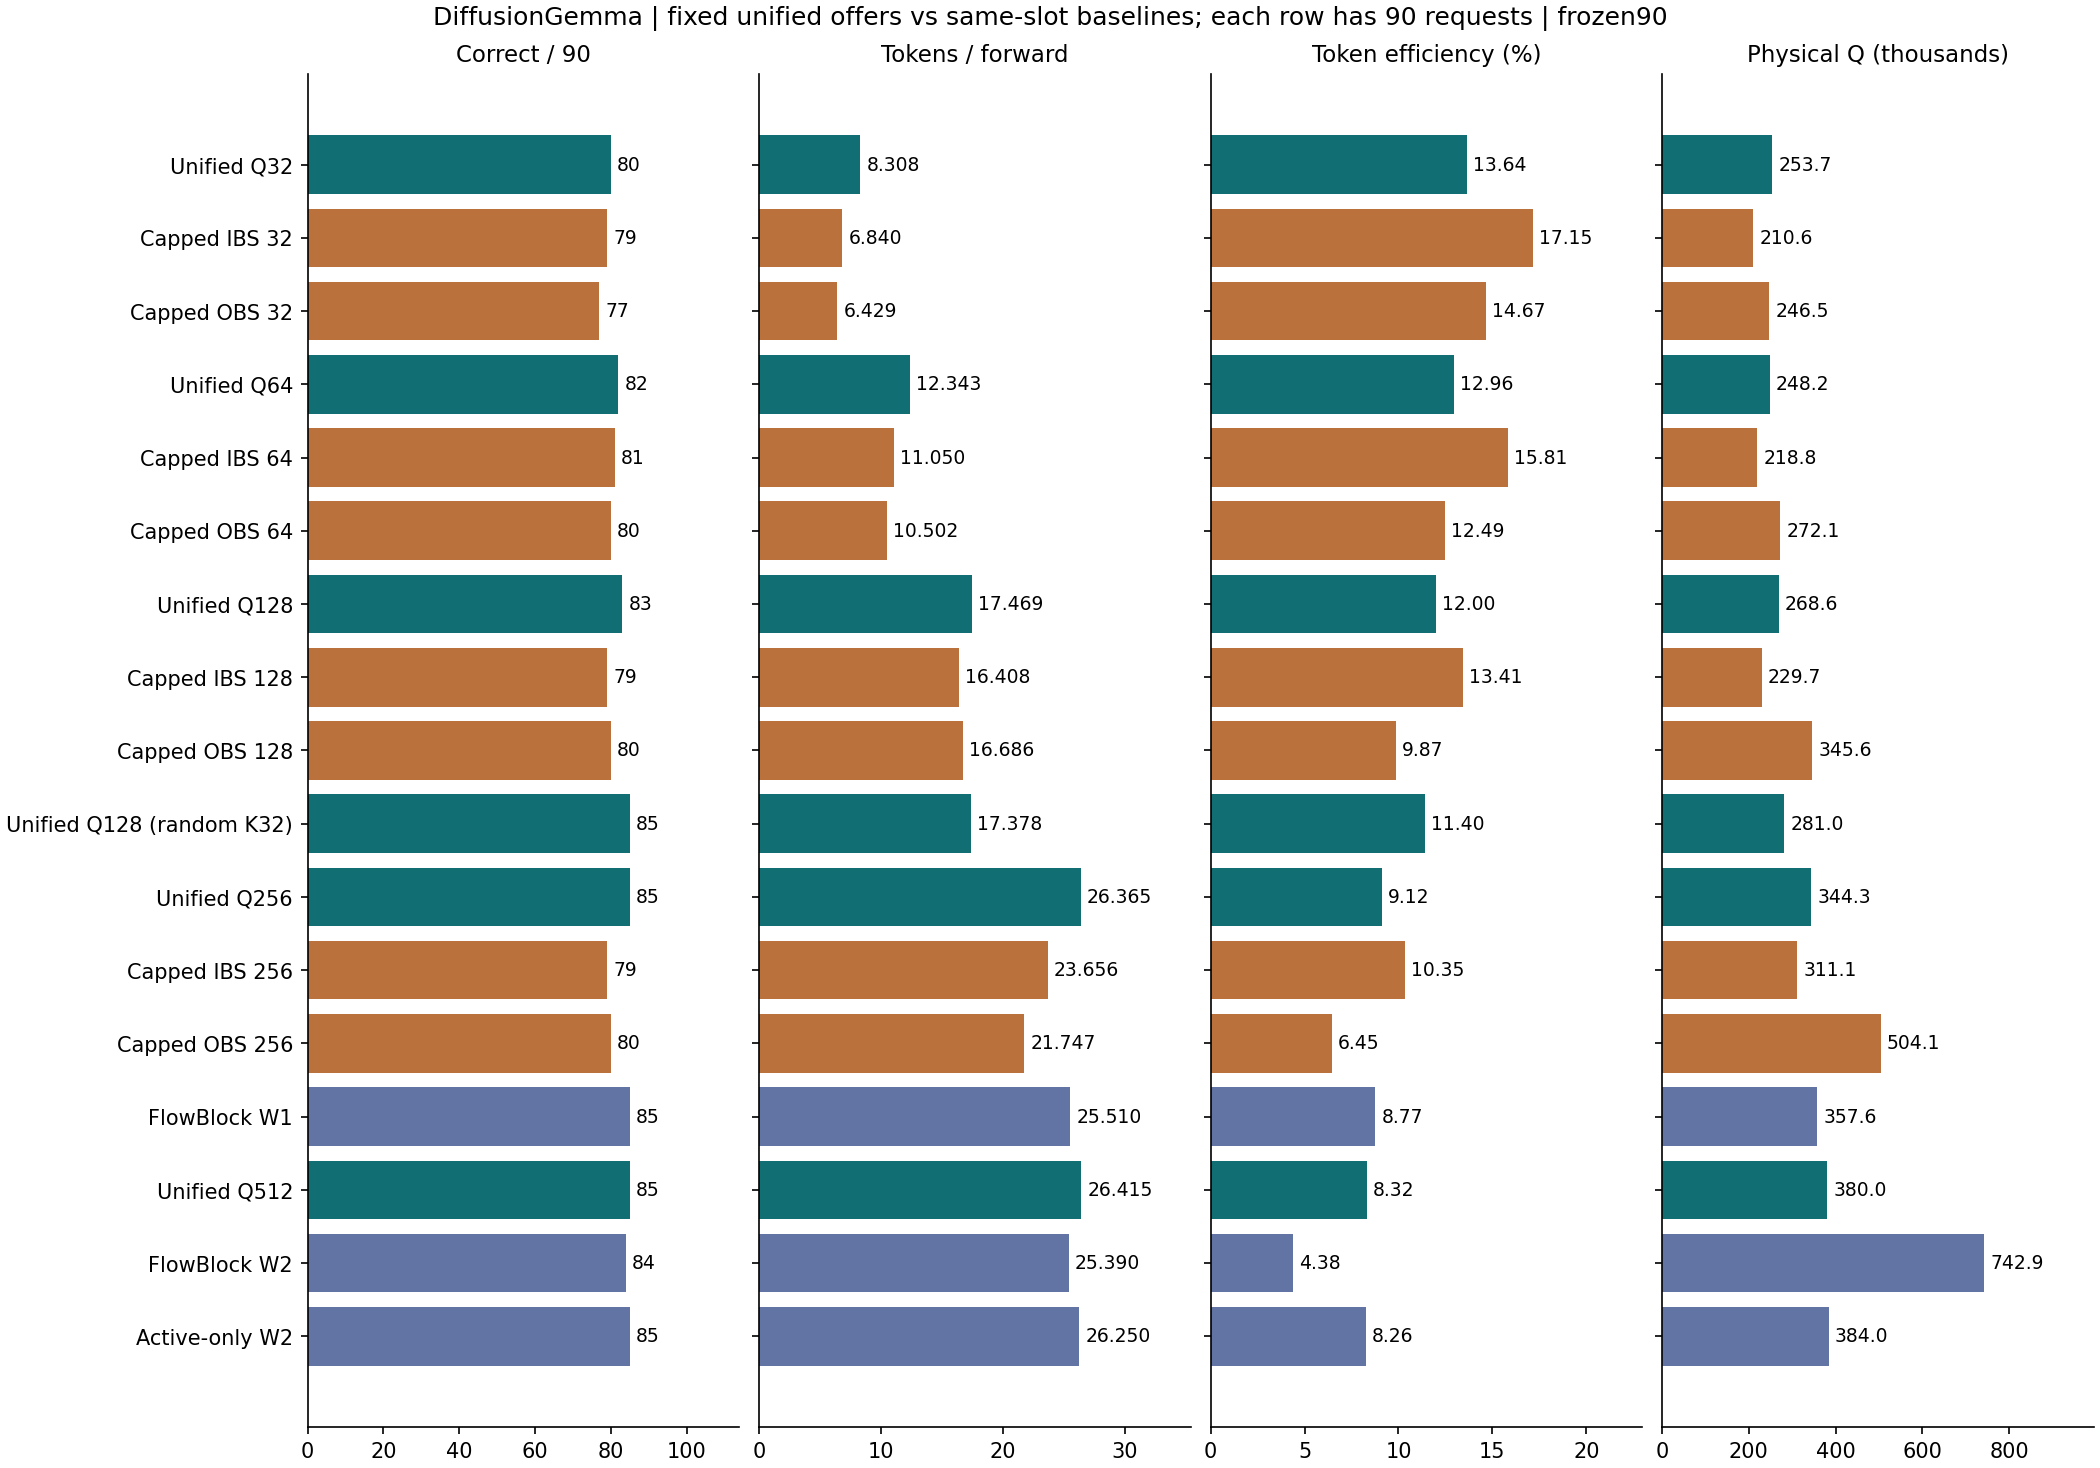 DiffusionGemma | fixed unified offers vs same-slot baselines; each row has 90 requests | frozen90
Correct / 90 Tokens / forward Token efficiency (%) Physical Q (thousands)
Unified Q32 80 8.308 13.64 253.7
Capped IBS 32 79 6.840 17.15 210.6
Capped OBS 32 77 6.429 14.67 246.5
Unified Q64 82 12.343 12.96 248.2
Capped IBS 64 81 11.050 15.81 218.8
Capped OBS 64 80 10.502 12.49 272.1
Unified Q128 83 17.469 12.00 268.6
Capped IBS 128 79 16.408 13.41 229.7
Capped OBS 128 80 16.686 9.87 345.6
Unified Q128 (random K32) 85 17.378 11.40 281.0
Unified Q256 85 26.365 9.12 344.3
Capped IBS 256 79 23.656 10.35 311.1
Capped OBS 256 80 21.747 6.45 504.1
FlowBlock W1 85 25.510 8.77 357.6
Unified Q512 85 26.415 8.32 380.0
FlowBlock W2 84 25.390 4.38 742.9
Active-only W2 85 26.250 8.26 384.0
0 20 40 60 80 100 0 10 20 30 0 5 10 15 20 0 200 400 600 800